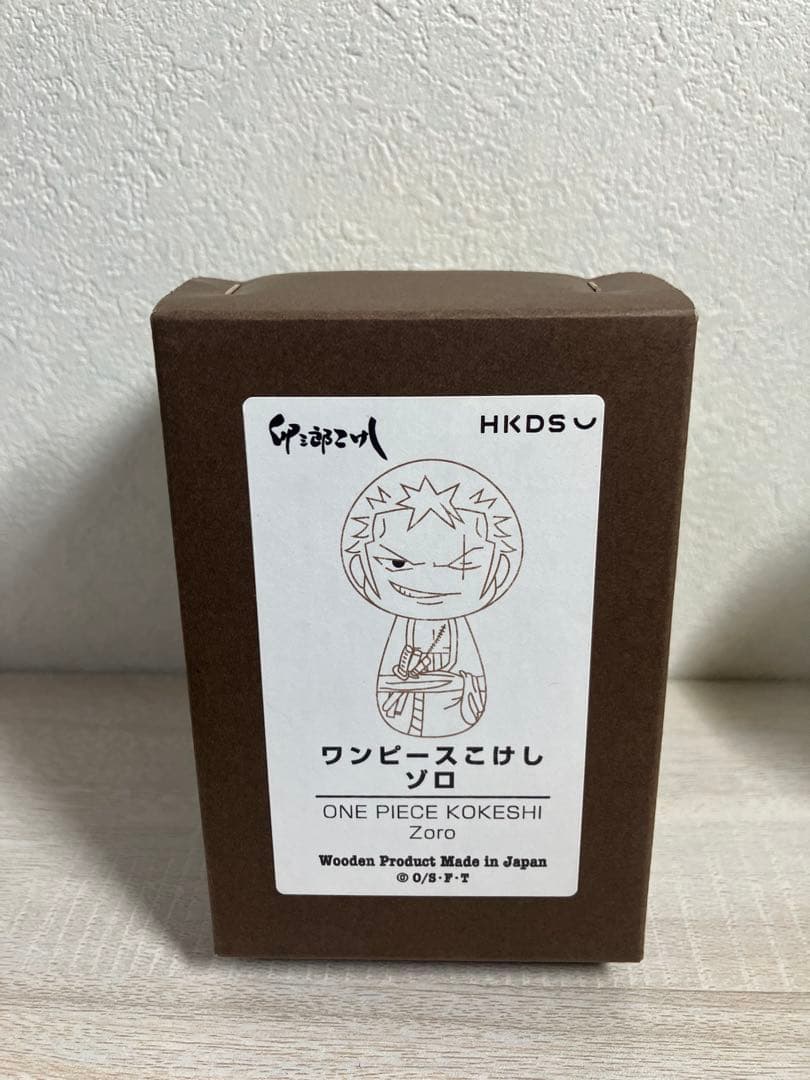 卯三郎こけし
HKDS
ワンピースこけし
ゾロ
ONE PIECE KOKESHI
Zoro
Wooden Product Made in Japan
© O/S・F・T